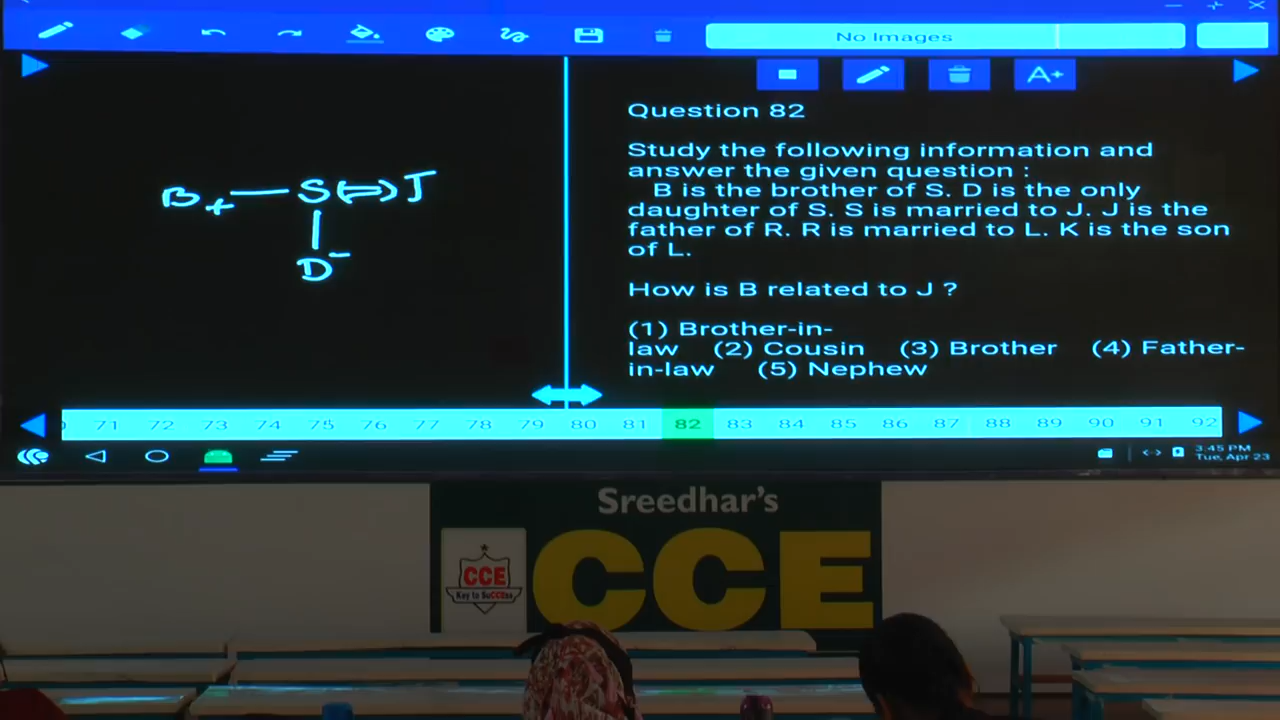 No Images
A+
Question 82
Study the following information and
answer the given question :
B is the brother of S. D is the only
daughter of S. S is married to J. J is the
father of R. R is married to L. K is the son
of L.
How is B related to J ?
(1) Brother-in-
law (2) Cousin (3) Brother (4) Father-
in-law (5) Nephew
B+ — S ⇔ J
D-
71 72 73 74 75 76 77 78 79 80 81 82 83 84 85 86 87 88 89 90 91 92
3:45 PM
Tue, Apr 23
Sreedhar's
CCE
CCE
Key to SuCCEss